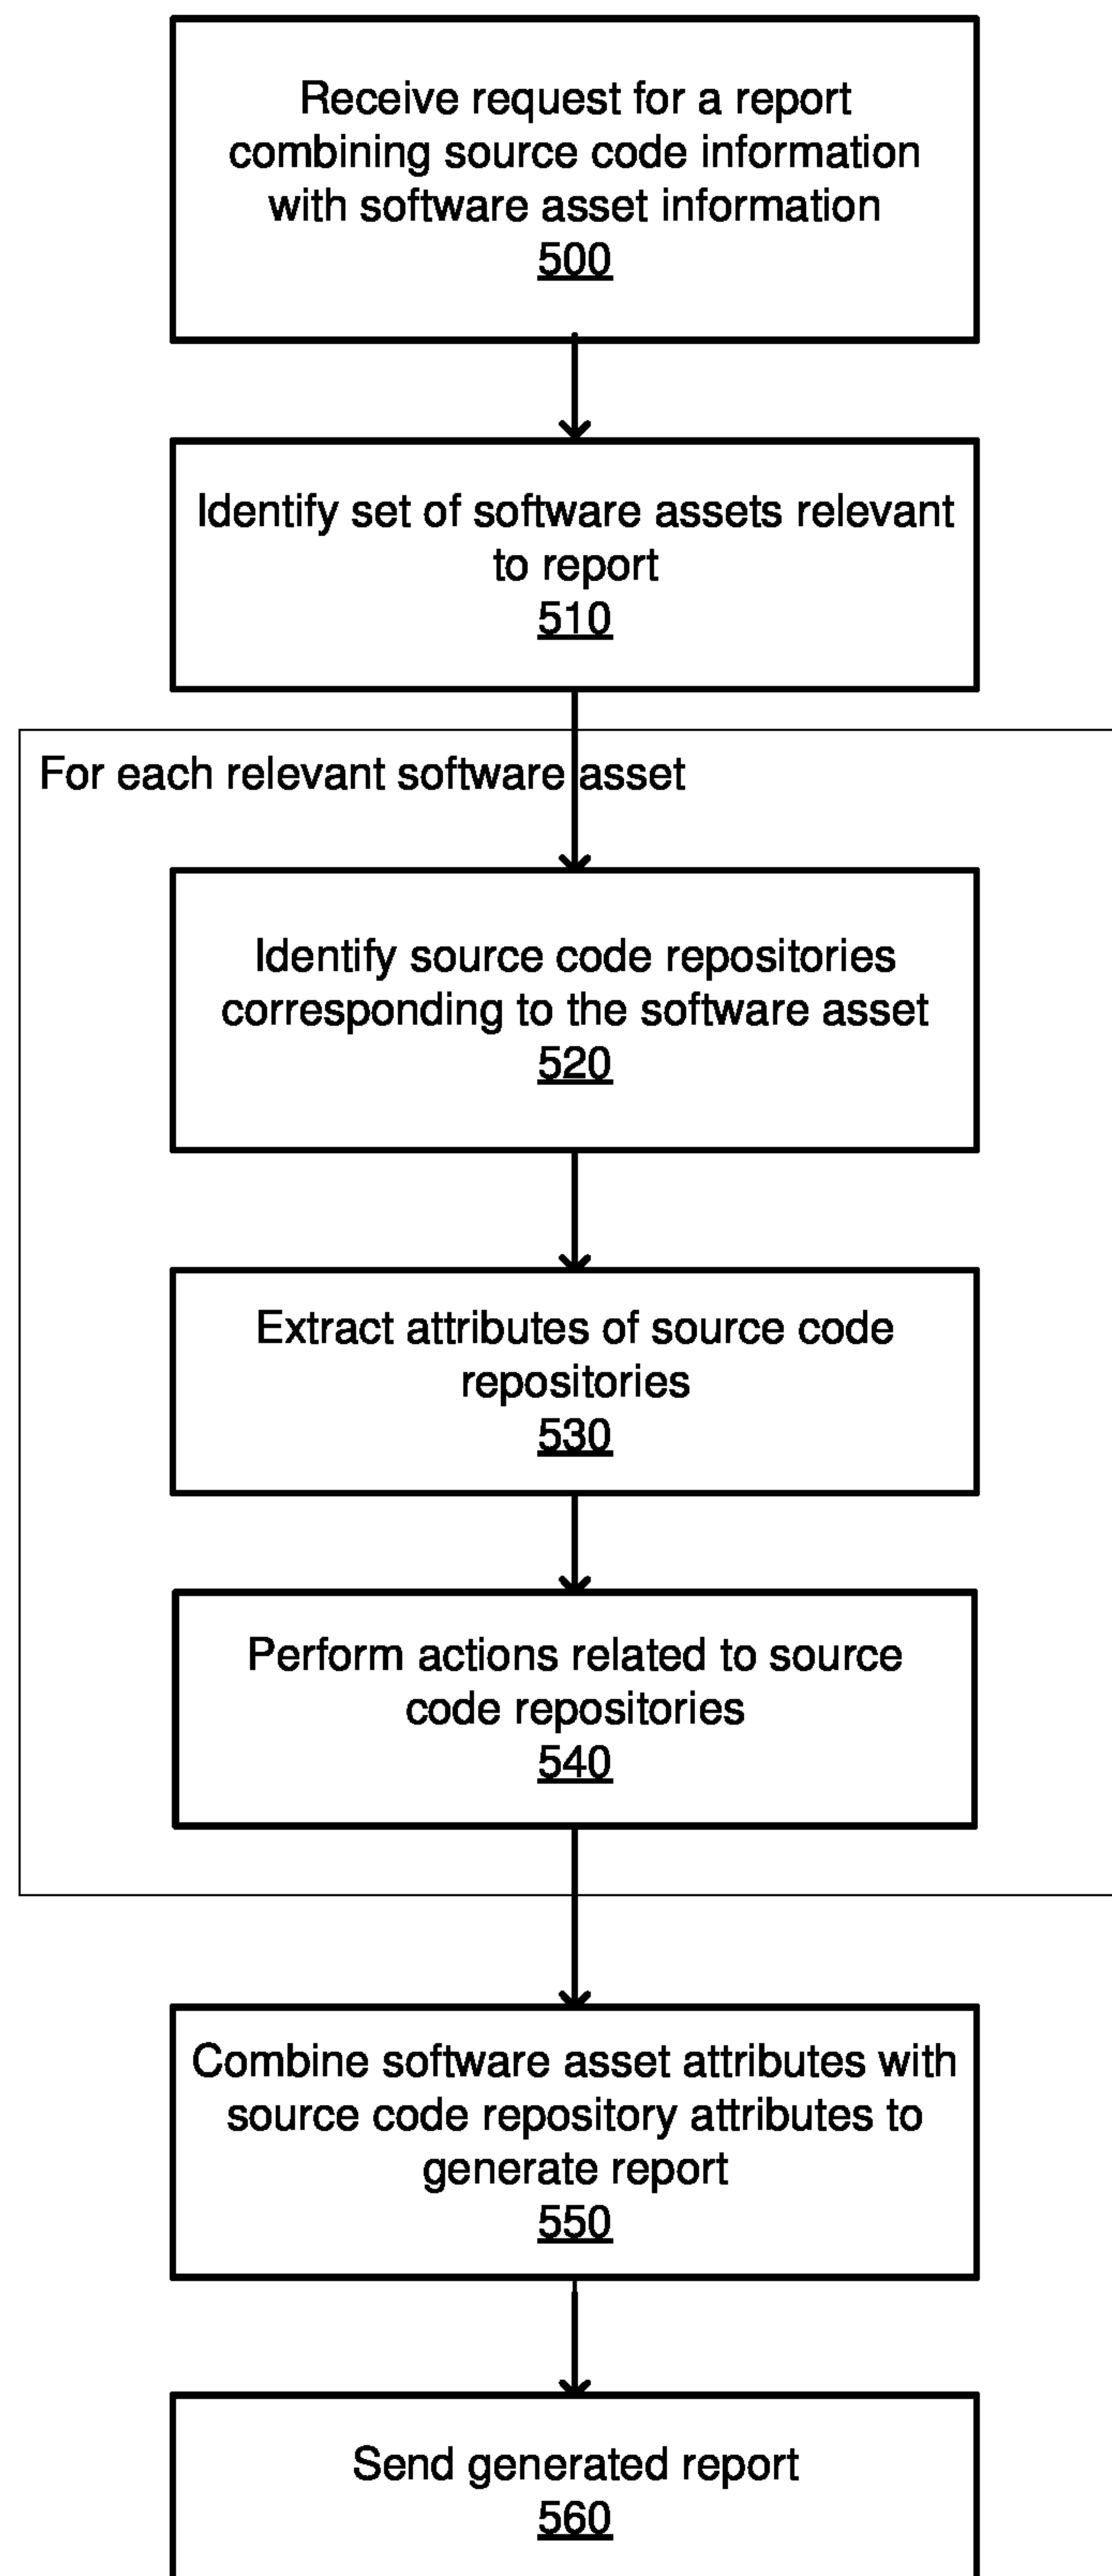 Receive request for a report
combining source code information
with software asset information
500
Identify set of software assets relevant
to report
510
For each relevant software asset
Identify source code repositories
corresponding to the software asset
520
Extract attributes of source code
repositories
530
Perform actions related to source
code repositories
540
Combine software asset attributes with
source code repository attributes to
generate report
550
Send generated report
560